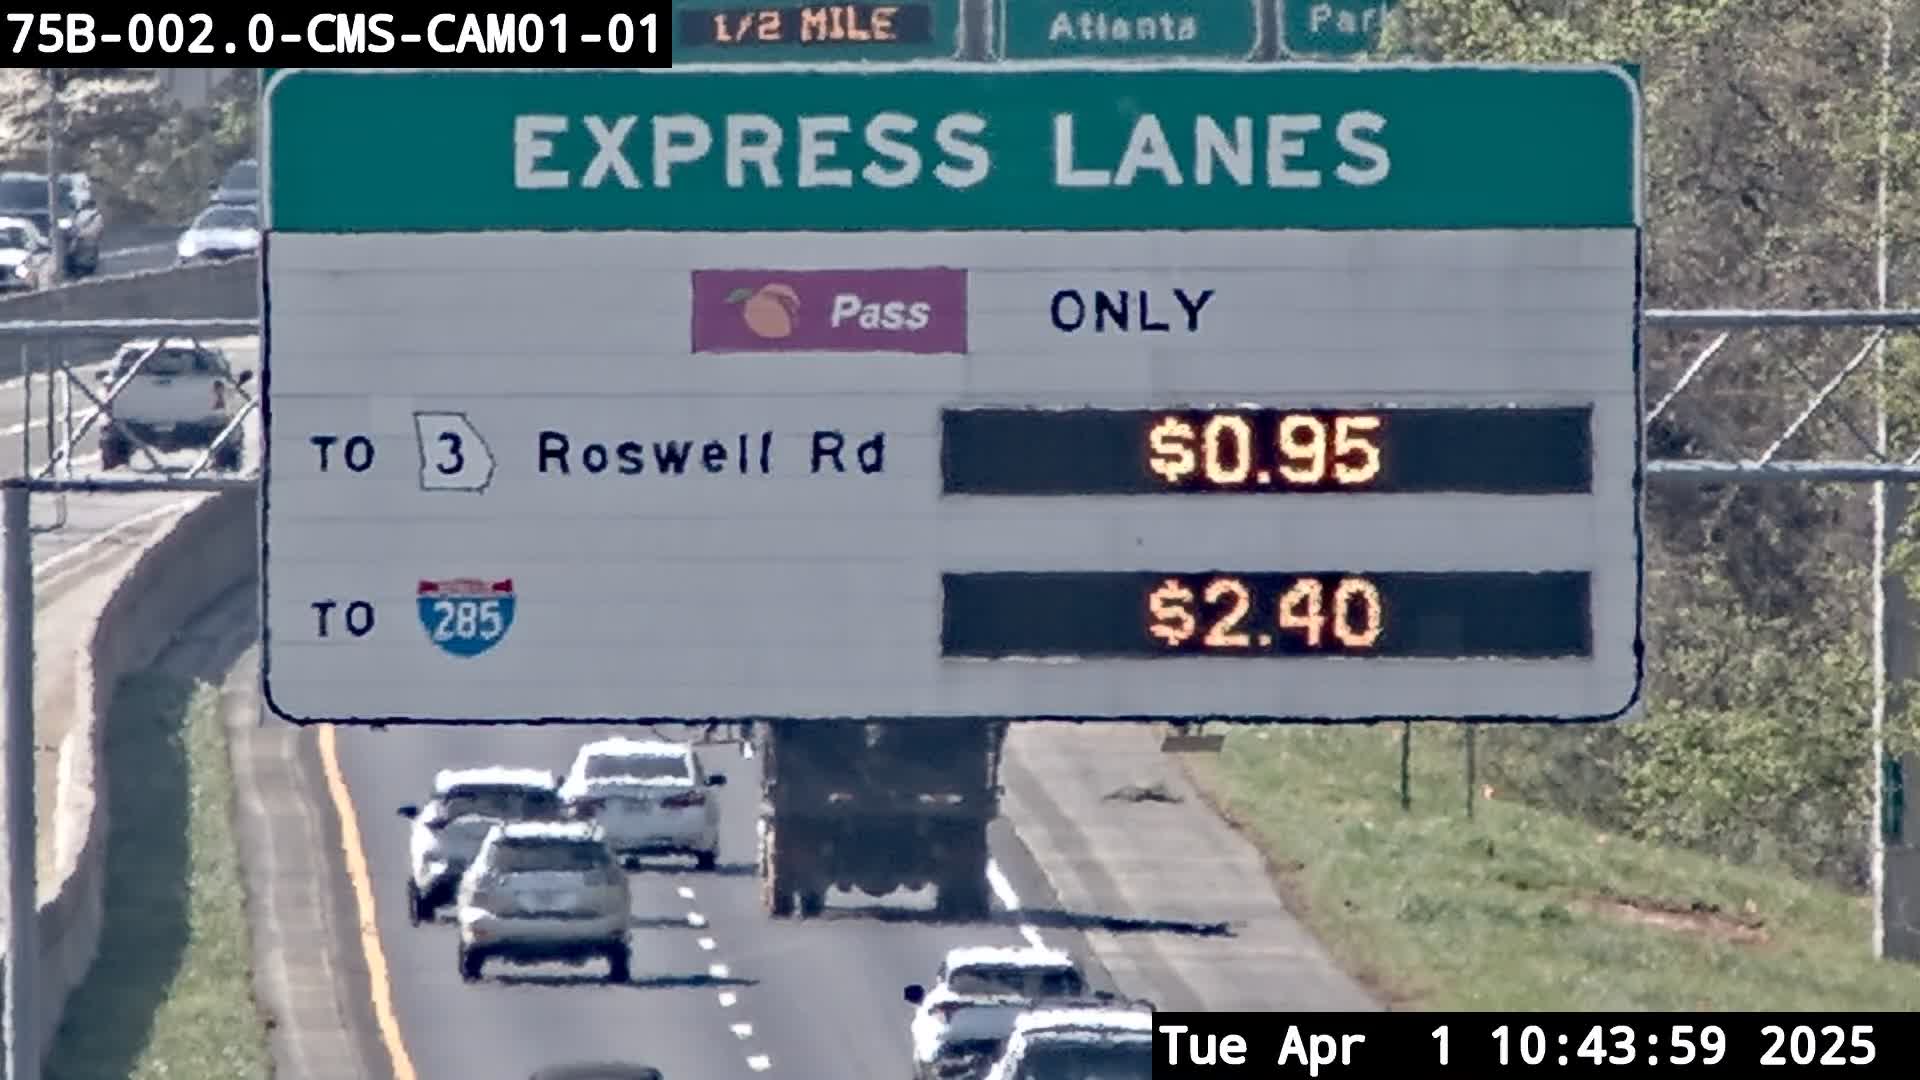 75B-002.0-CMS-CAM01-01
1/2 MILE
Atlanta
EXPRESS LANES
Pass ONLY
TO 3 Roswell Rd $0.95
TO 285 $2.40
Tue Apr 1 10:43:59 2025